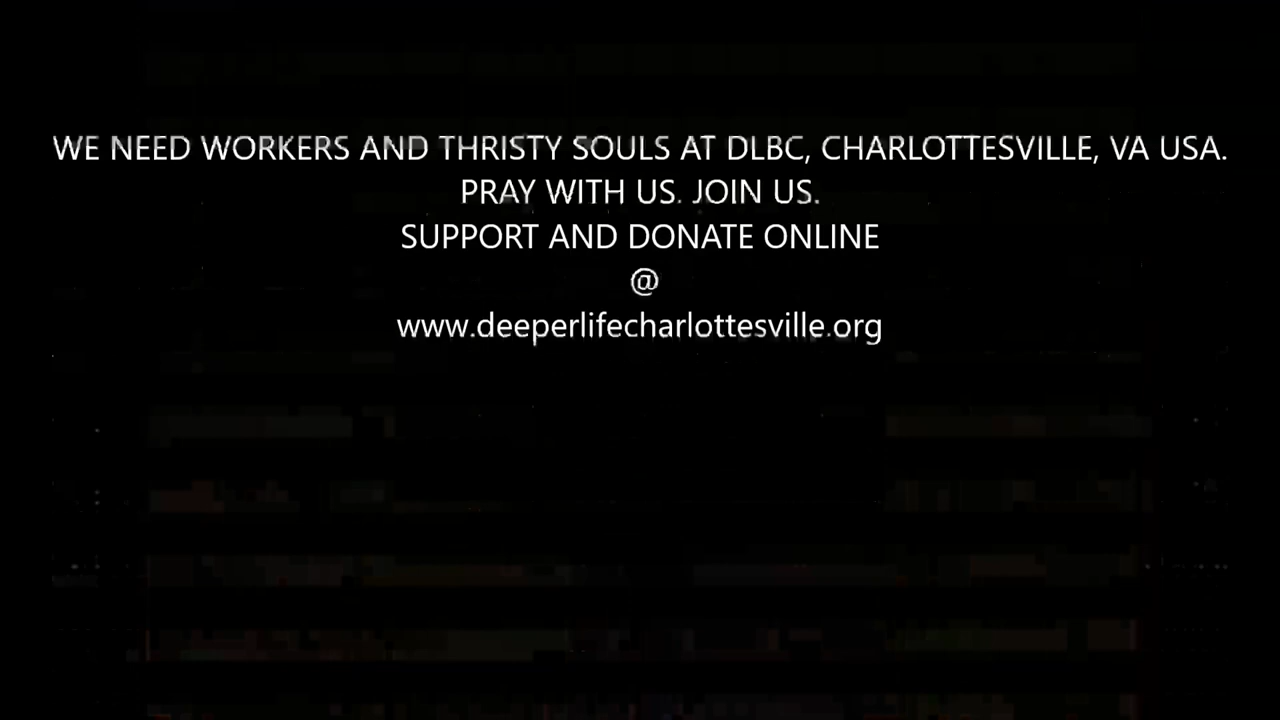 WE NEED WORKERS AND THRISTY SOULS AT DLBC, CHARLOTTESVILLE, VA USA.
PRAY WITH US. JOIN US.
SUPPORT AND DONATE ONLINE
@
www.deeperlifecharlottesville.org